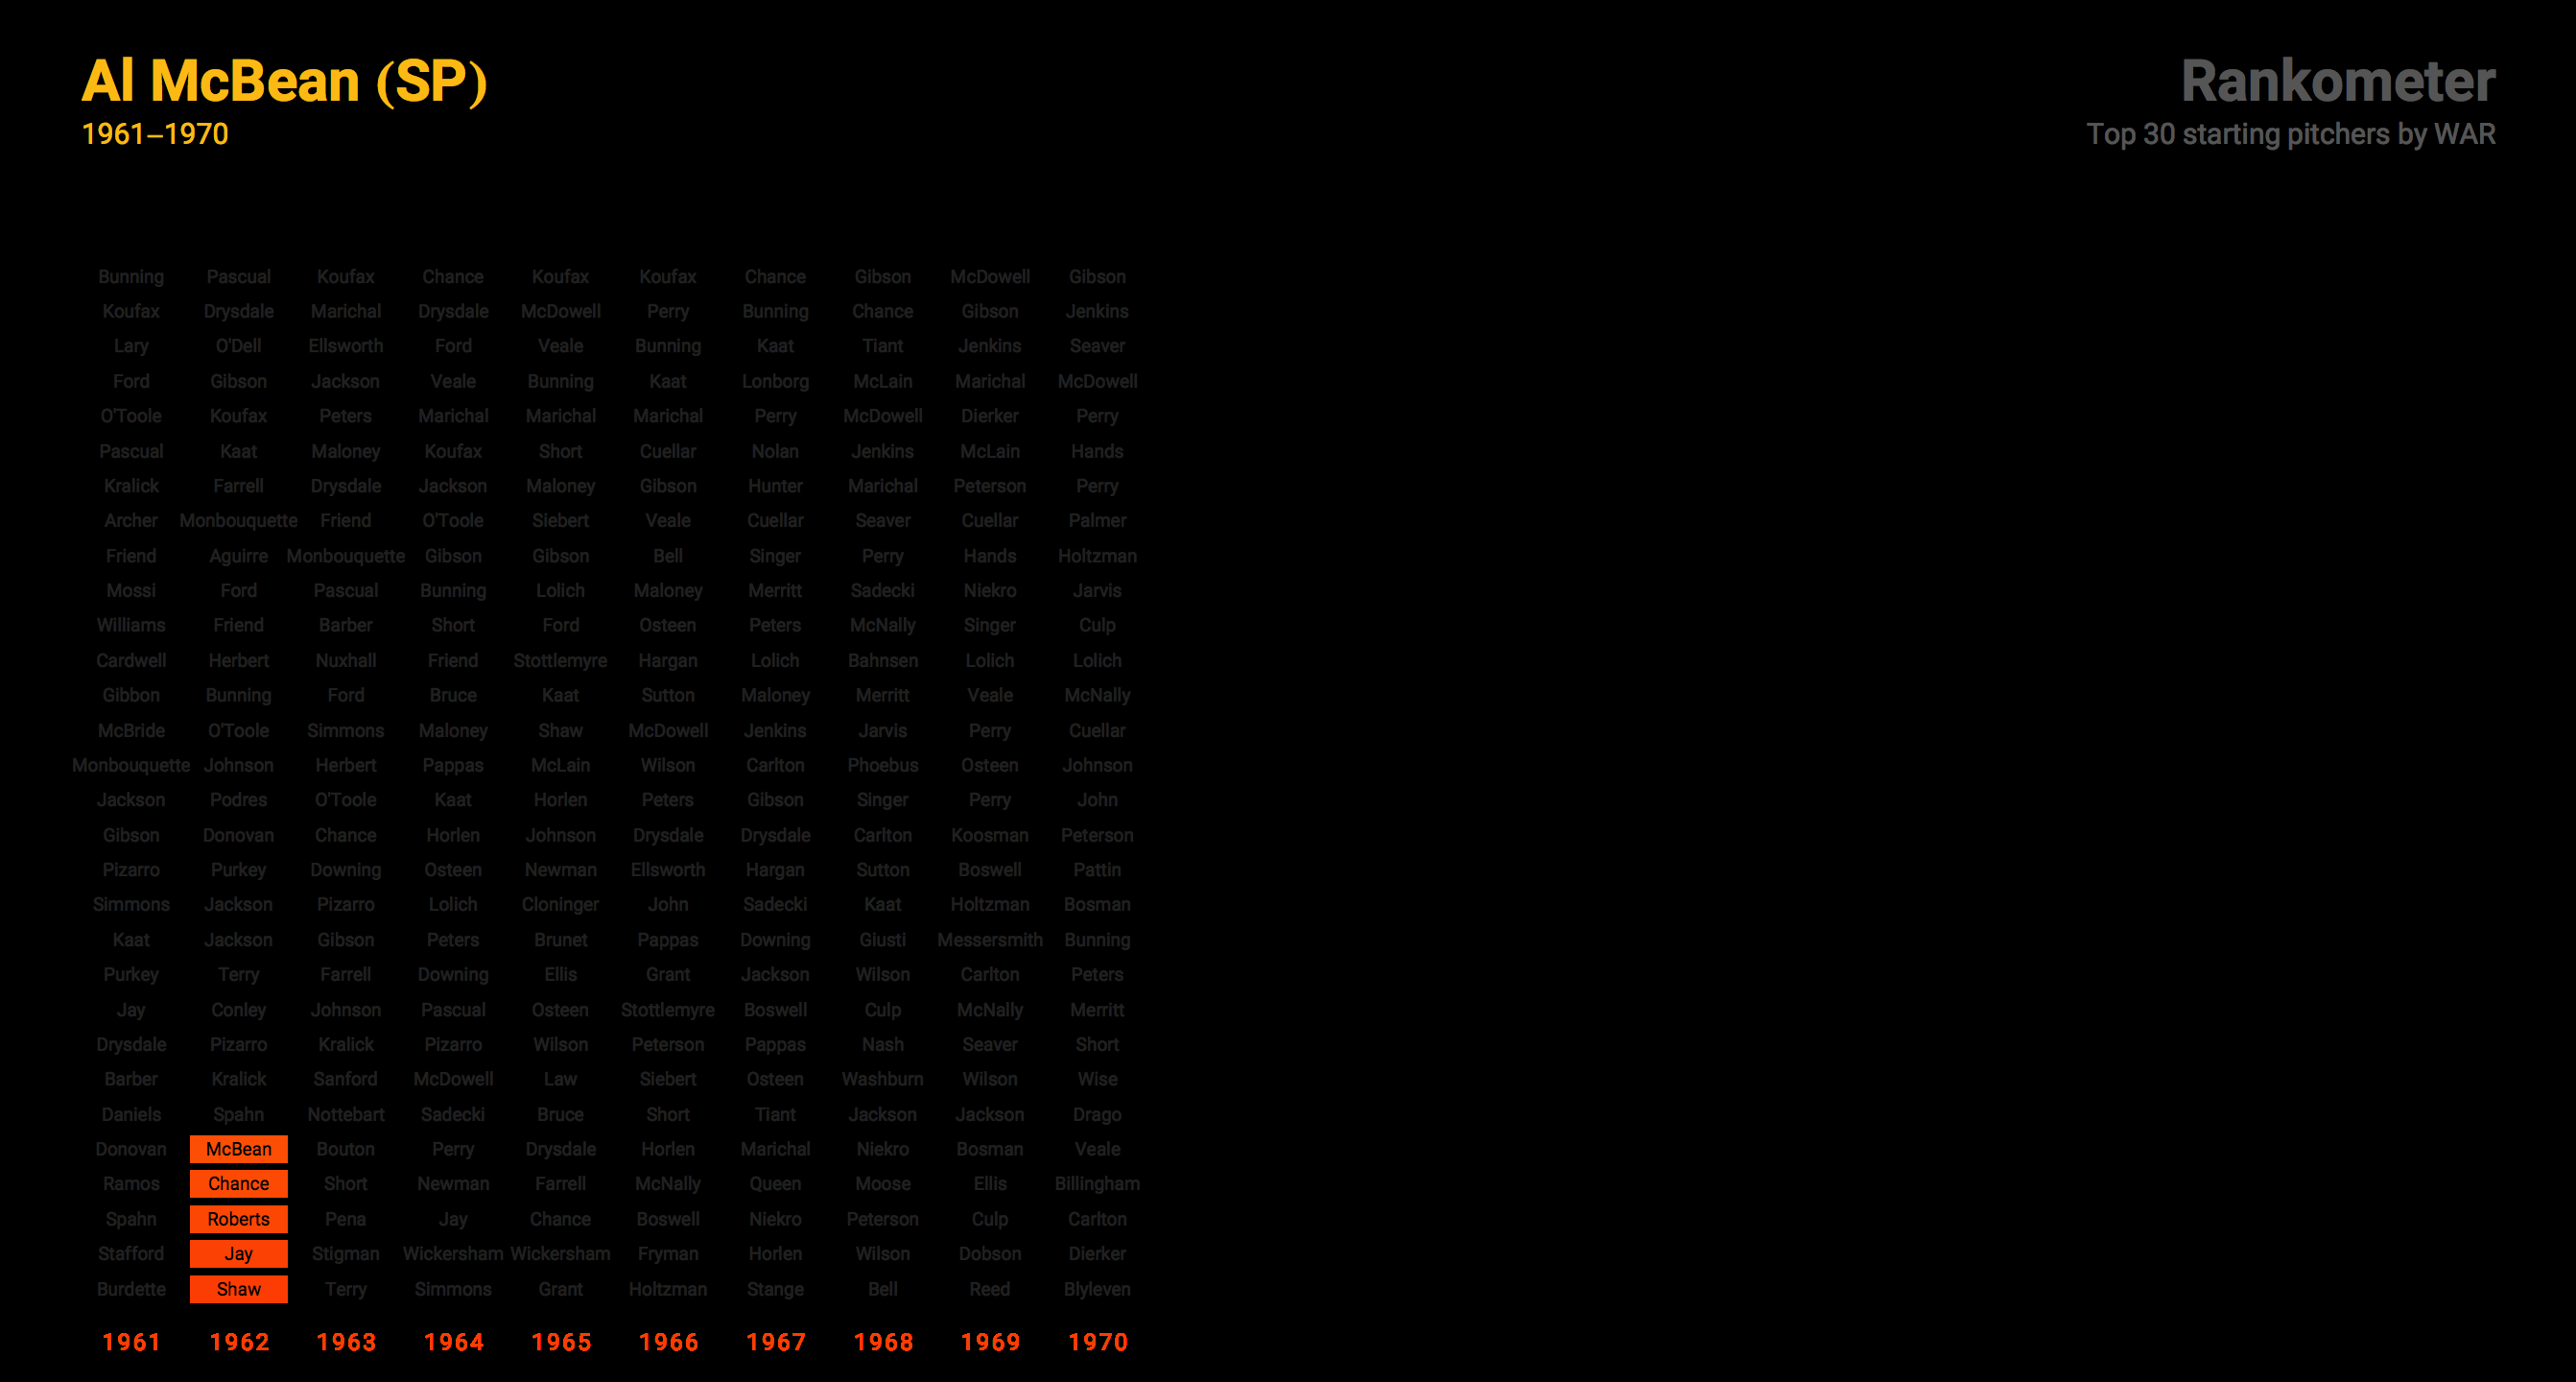 Al McBean (SP)
1961–1970
Rankometer
Top 30 starting pitchers by WAR
Bunning Pascual Koufax Chance Koufax Koufax Chance Gibson McDowell Gibson
Koufax Drysdale Marichal Drysdale McDowell Perry Bunning Chance Gibson Jenkins
Lary O'Dell Ellsworth Ford Veale Bunning Kaat Tiant Jenkins Seaver
Ford Gibson Jackson Veale Bunning Kaat Lonborg McLain Marichal McDowell
O'Toole Koufax Peters Marichal Marichal Marichal Perry McDowell Dierker Perry
Pascual Kaat Maloney Koufax Short Cuellar Nolan Jenkins McLain Hands
Kralick Farrell Drysdale Jackson Maloney Gibson Hunter Marichal Peterson Perry
Archer Monbouquette Friend O'Toole Siebert Veale Cuellar Seaver Cuellar Palmer
Friend Aguirre Monbouquette Gibson Gibson Bell Singer Perry Hands Holtzman
Mossi Ford Pascual Bunning Lolich Maloney Merritt Sadecki Niekro Jarvis
Williams Friend Barber Short Ford Osteen Peters McNally Singer Culp
Cardwell Herbert Nuxhall Friend Stottlemyre Hargan Lolich Bahnsen Lolich Lolich
Gibbon Bunning Ford Bruce Kaat Sutton Maloney Merritt Veale McNally
McBride O'Toole Simmons Maloney Shaw McDowell Jenkins Jarvis Perry Cuellar
Monbouquette Johnson Herbert Pappas McLain Wilson Carlton Phoebus Osteen Johnson
Jackson Podres O'Toole Kaat Horlen Peters Gibson Singer Perry John
Gibson Donovan Chance Horlen Johnson Drysdale Drysdale Carlton Koosman Peterson
Pizarro Purkey Downing Osteen Newman Ellsworth Hargan Sutton Boswell Pattin
Simmons Jackson Pizarro Lolich Cloninger John Sadecki Kaat Holtzman Bosman
Kaat Jackson Gibson Peters Brunet Pappas Downing Giusti Messersmith Bunning
Purkey Terry Farrell Downing Ellis Grant Jackson Wilson Carlton Peters
Jay Conley Johnson Pascual Osteen Stottlemyre Boswell Culp McNally Merritt
Drysdale Pizarro Kralick Pizarro Wilson Peterson Pappas Nash Seaver Short
Barber Kralick Sanford McDowell Law Siebert Osteen Washburn Wilson Wise
Daniels Spahn Nottebart Sadecki Bruce Short Tiant Jackson Jackson Drago
Donovan McBean Bouton Perry Drysdale Horlen Marichal Niekro Bosman Veale
Ramos Chance Short Newman Farrell McNally Queen Moose Ellis Billingham
Spahn Roberts Pena Jay Chance Boswell Niekro Peterson Culp Carlton
Stafford Jay Stigman Wickersham Wickersham Fryman Horlen Wilson Dobson Dierker
Burdette Shaw Terry Simmons Grant Holtzman Stange Bell Reed Blyleven
1961 1962 1963 1964 1965 1966 1967 1968 1969 1970